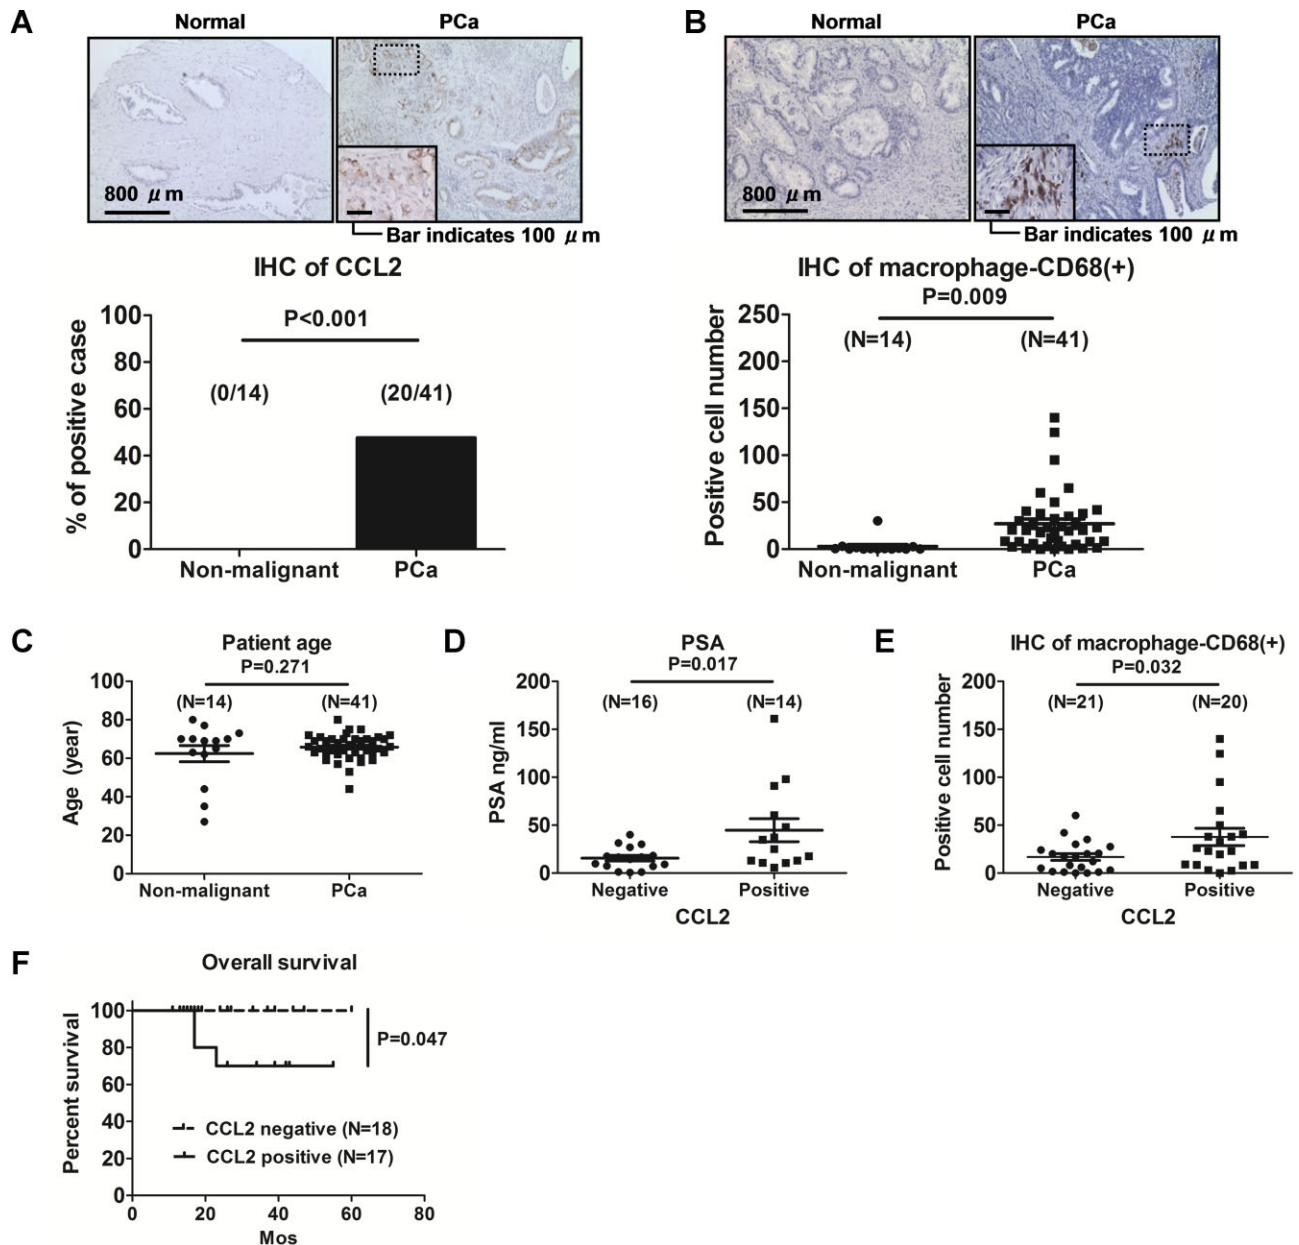 A
Normal
PCa
800 μm
Bar indicates 100 μm
IHC of CCL2
P<0.001
(0/14)
(20/41)
% of positive case
100
80
60
40
20
0
Non-malignant
PCa
B
Normal
PCa
800 μm
Bar indicates 100 μm
IHC of macrophage-CD68(+)
P=0.009
(N=14)
(N=41)
Positive cell number
250
200
150
100
50
0
Non-malignant
PCa
C
Patient age
P=0.271
(N=14)
(N=41)
Age (year)
100
80
60
40
20
0
Non-malignant
PCa
D
PSA
P=0.017
(N=16)
(N=14)
PSA ng/ml
200
150
100
50
0
Negative
Positive
CCL2
E
IHC of macrophage-CD68(+)
P=0.032
(N=21)
(N=20)
Positive cell number
200
150
100
50
0
Negative
Positive
CCL2
F
Overall survival
Percent survival
100
80
60
40
20
0
P=0.047
CCL2 negative (N=18)
CCL2 positive (N=17)
0
20
40
60
80
Mos